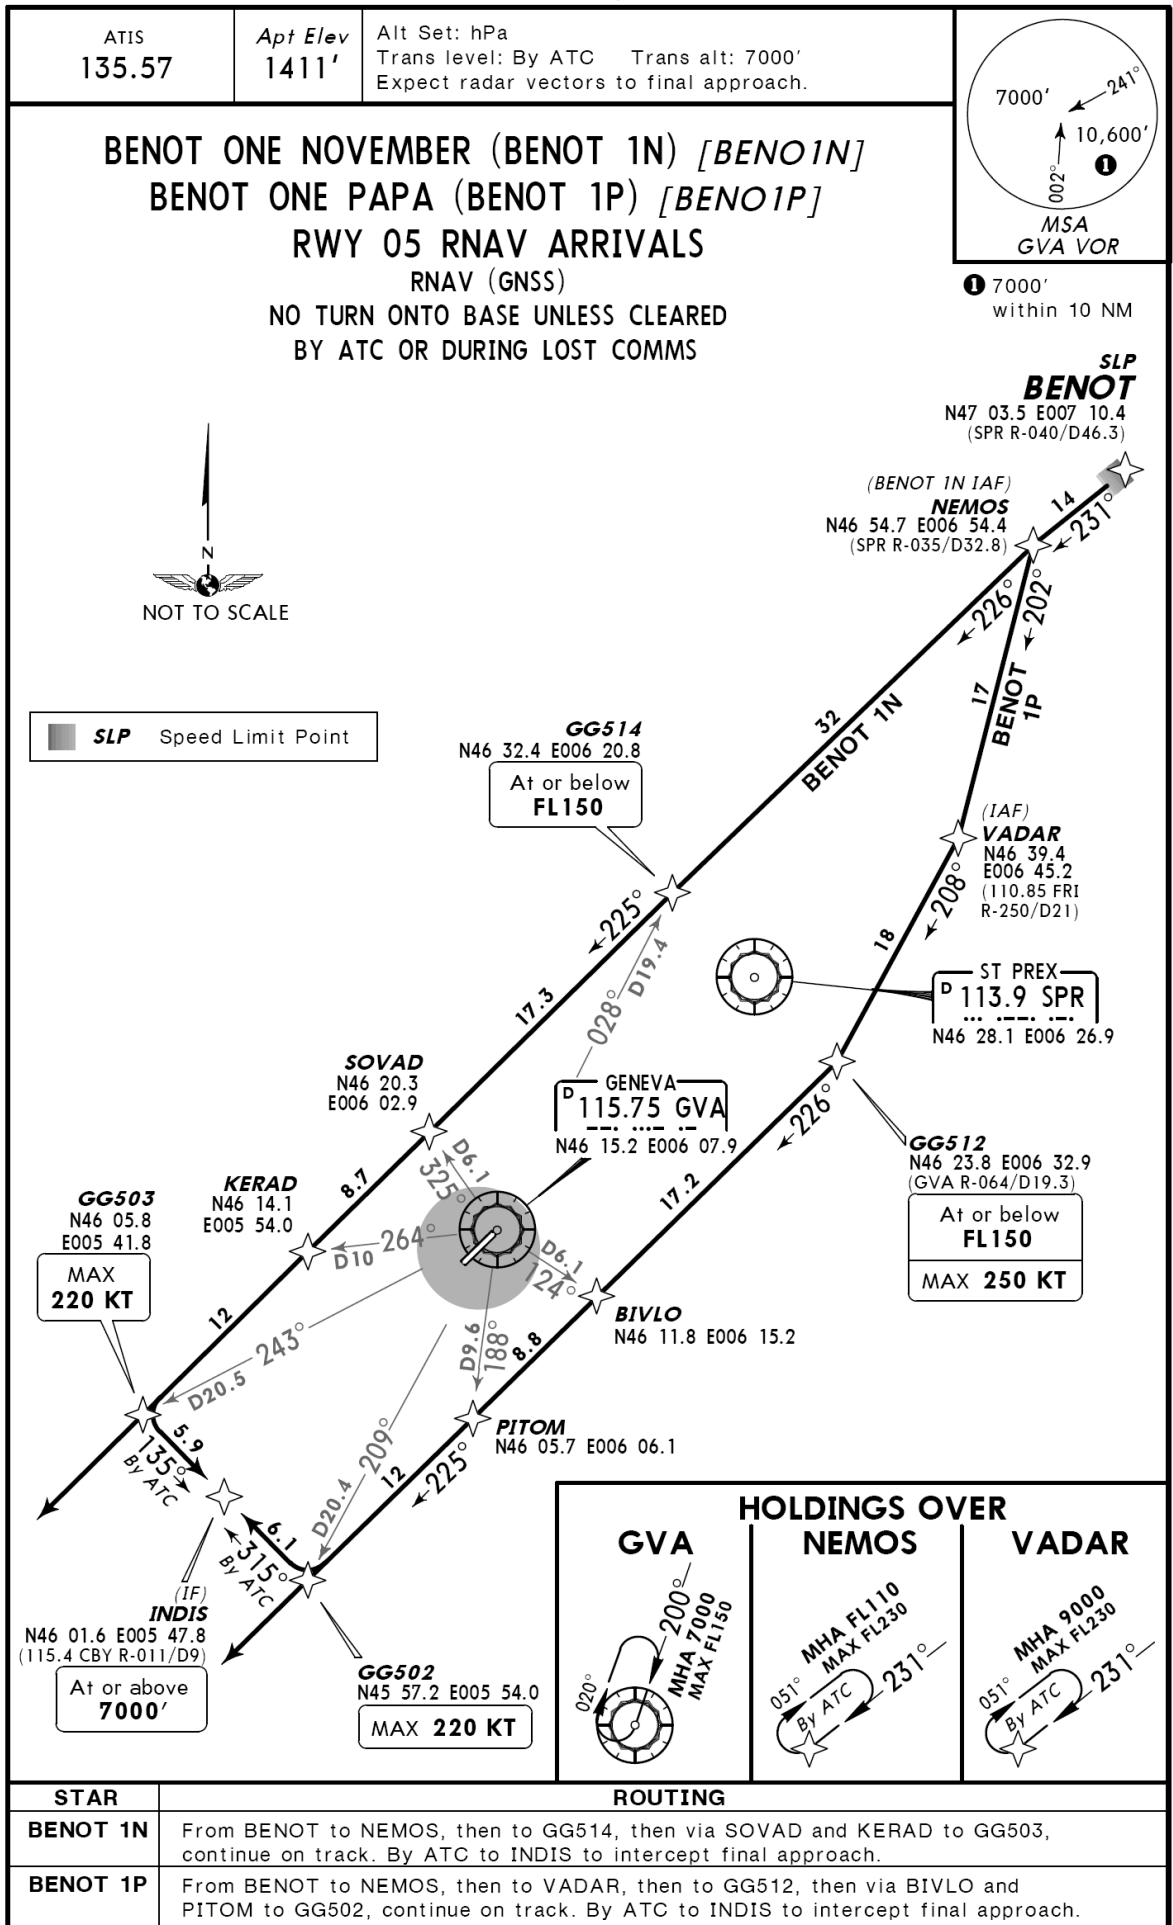 ATIS
135.57
Apt Elev
1411'
Alt Set: hPa
Trans level: By ATC Trans alt: 7000'
Expect radar vectors to final approach.
7000'
241°
10,600'
1
002°
MSA
GVA VOR
1 7000'
within 10 NM
BENOT ONE NOVEMBER (BENOT 1N) [BENO1N]
BENOT ONE PAPA (BENOT 1P) [BENO1P]
RWY 05 RNAV ARRIVALS
RNAV (GNSS)
NO TURN ONTO BASE UNLESS CLEARED
BY ATC OR DURING LOST COMMS
SLP
BENOT
N47 03.5 E007 10.4
(SPR R-040/D46.3)
14
231°
(BENOT 1N IAF)
NEMOS
N46 54.7 E006 54.4
(SPR R-035/D32.8)
226°
202°
N
NOT TO SCALE
32
BENOT 1N
17
BENOT
1P
SLP Speed Limit Point
GG514
N46 32.4 E006 20.8
At or below
FL150
(IAF)
VADAR
N46 39.4
E006 45.2
(110.85 FRI
R-250/D21)
208°
18
225°
D19.4
028°
17.3
ST PREX
D 113.9 SPR
N46 28.1 E006 26.9
SOVAD
N46 20.3
E006 02.9
GENEVA
D 115.75 GVA
N46 15.2 E006 07.9
226°
GG512
N46 23.8 E006 32.9
(GVA R-064/D19.3)
At or below
FL150
MAX 250 KT
D6.1
325°
8.7
17.2
KERAD
N46 14.1
E005 54.0
GG503
N46 05.8
E005 41.8
MAX
220 KT
264°
D10
D6.1
124°
BIVLO
N46 11.8 E006 15.2
12
243°
D20.5
D9.6
188°
8.8
PITOM
N46 05.7 E006 06.1
209°
D20.4
12
225°
5.9
135°
By ATC
6.1
315°
By ATC
(IF)
INDIS
N46 01.6 E005 47.8
(115.4 CBY R-011/D9)
At or above
7000'
GG502
N45 57.2 E005 54.0
MAX 220 KT
HOLDINGS OVER
GVA
200°
MHA 7000
MAX FL150
020°
NEMOS
MHA FL110
MAX FL230
051°
By ATC
231°
VADAR
MHA 9000
MAX FL230
051°
By ATC
231°
STAR ROUTING
BENOT 1N From BENOT to NEMOS, then to GG514, then via SOVAD and KERAD to GG503,
continue on track. By ATC to INDIS to intercept final approach.
BENOT 1P From BENOT to NEMOS, then to VADAR, then to GG512, then via BIVLO and
PITOM to GG502, continue on track. By ATC to INDIS to intercept final approach.